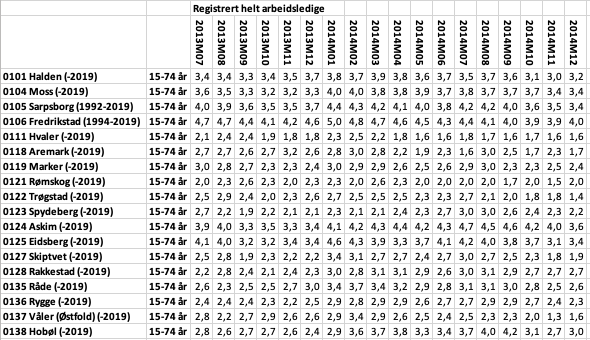 Registrert helt arbeidsledige
2013M07 2013M08 2013M09 2013M10 2013M11 2013M12 2014M01 2014M02 2014M03 2014M04 2014M05 2014M06 2014M07 2014M08 2014M09 2014M10 2014M11 2014M12
0101 Halden (-2019) 15-74 år 3,4 3,4 3,3 3,4 3,5 3,7 3,8 3,7 3,9 3,8 3,6 3,7 3,5 3,7 3,6 3,1 3,0 3,2
0104 Moss (-2019) 15-74 år 3,6 3,5 3,3 3,2 3,2 3,3 4,0 4,0 3,8 3,8 3,9 3,7 3,8 3,7 3,7 3,7 3,4 3,4
0105 Sarpsborg (1992-2019) 15-74 år 4,0 3,9 3,6 3,5 3,5 3,7 4,4 4,3 4,2 4,1 4,0 3,8 4,2 4,2 4,0 3,6 3,5 3,4
0106 Fredrikstad (1994-2019) 15-74 år 4,7 4,7 4,4 4,1 4,2 4,6 5,0 4,8 4,7 4,6 4,5 4,3 4,4 4,1 4,0 3,9 3,9 4,0
0111 Hvaler (-2019) 15-74 år 2,1 2,4 2,4 1,9 1,8 1,8 2,3 2,5 2,2 1,8 1,6 1,6 1,8 1,7 1,6 1,7 1,6 1,6
0118 Aremark (-2019) 15-74 år 2,7 2,7 2,6 2,7 3,2 2,6 2,8 3,0 2,8 2,2 1,9 2,3 1,6 3,0 2,5 1,7 2,3 1,7
0119 Marker (-2019) 15-74 år 3,0 2,8 2,7 2,3 2,3 2,4 3,0 2,9 2,9 2,6 2,5 2,6 2,9 3,0 2,3 2,3 2,5 2,4
0121 Rømskog (-2019) 15-74 år 2,0 2,3 2,6 2,3 2,0 2,3 2,3 2,0 2,6 2,3 2,0 2,0 2,0 2,0 1,7 2,0 1,5 2,0
0122 Trøgstad (-2019) 15-74 år 2,5 2,9 2,4 2,0 2,3 2,6 2,7 2,5 2,5 2,5 2,3 2,3 2,7 2,1 2,0 1,8 1,8 1,4
0123 Spydeberg (-2019) 15-74 år 2,7 2,2 1,9 2,2 2,1 2,1 2,3 2,1 2,1 2,4 2,3 2,7 3,0 3,0 2,6 2,4 2,3 2,2
0124 Askim (-2019) 15-74 år 3,9 4,0 3,3 3,5 3,3 3,4 4,1 4,2 4,3 4,4 4,2 4,3 4,7 4,5 4,6 4,2 4,0 3,6
0125 Eidsberg (-2019) 15-74 år 4,1 4,0 3,2 3,2 3,4 3,4 4,6 4,3 3,9 3,3 3,7 4,1 4,2 4,0 3,8 3,7 3,1 3,4
0127 Skiptvet (-2019) 15-74 år 2,5 2,8 1,9 2,3 2,2 2,2 3,4 3,1 2,7 2,7 2,4 2,7 3,0 2,7 2,5 2,3 1,8 1,9
0128 Rakkestad (-2019) 15-74 år 2,2 2,8 2,4 2,1 2,4 2,3 3,0 2,8 3,1 3,1 2,9 2,6 3,0 3,1 2,9 2,7 2,7 2,7
0135 Råde (-2019) 15-74 år 2,6 2,3 2,5 2,5 2,7 3,0 3,4 3,7 3,4 3,2 2,9 2,8 3,1 3,1 3,0 2,8 2,5 2,6
0136 Rygge (-2019) 15-74 år 2,4 2,4 2,4 2,3 2,2 2,5 2,9 2,8 2,9 2,9 2,6 2,7 2,7 2,9 2,9 2,7 2,4 2,3
0137 Våler (Østfold) (-2019) 15-74 år 2,8 2,2 2,7 2,9 2,6 2,6 2,4 2,9 3,4 2,9 2,6 2,5 2,4 2,5 2,3 2,3 1,3 1,6
0138 Hobøl (-2019) 15-74 år 2,8 2,6 2,7 2,7 2,6 2,4 2,9 3,6 3,7 3,8 3,3 3,4 3,7 4,0 4,2 3,1 2,7 3,0